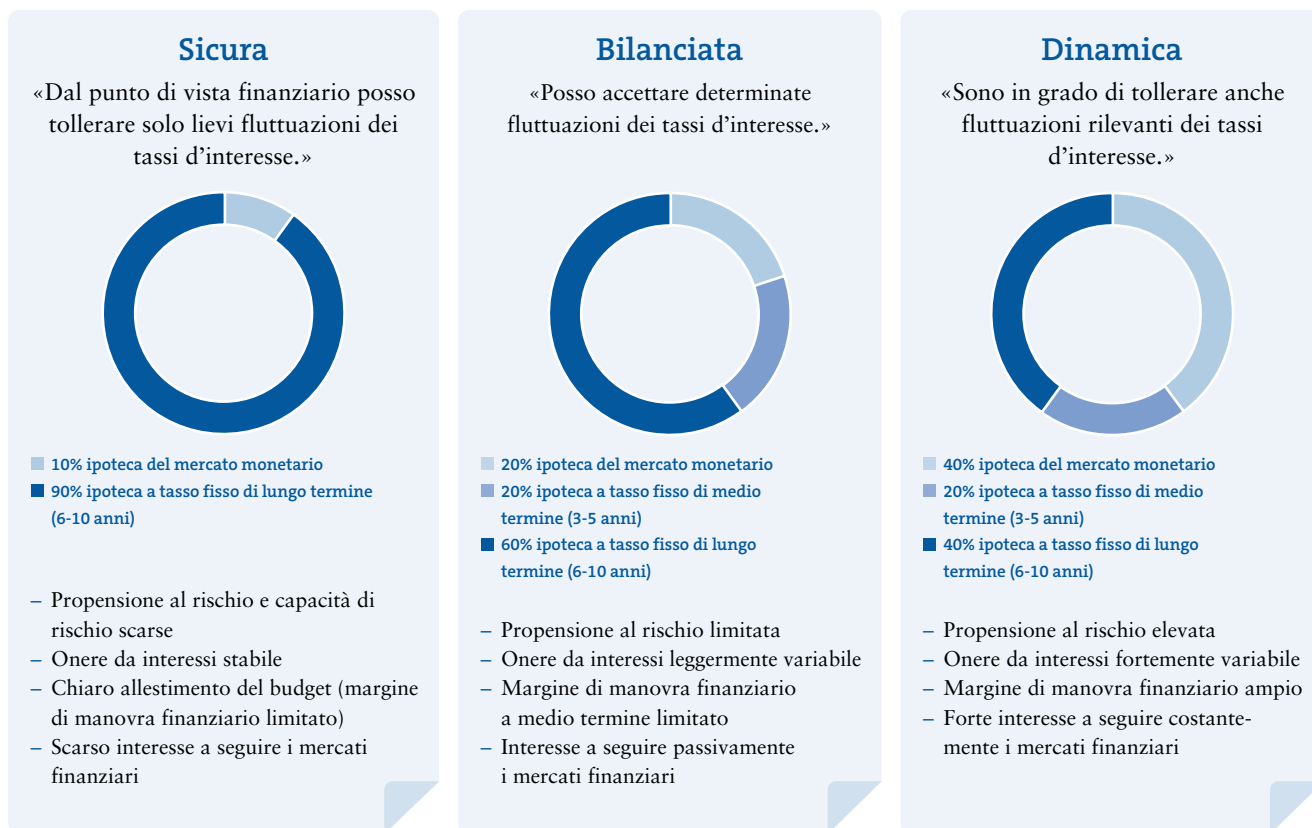 Sicura
«Dal punto di vista finanziario posso
tollerare solo lievi fluttuazioni dei
tassi d’interesse.»
10% ipoteca del mercato monetario
90% ipoteca a tasso fisso di lungo termine
(6-10 anni)
– Propensione al rischio e capacità di
rischio scarse
– Onere da interessi stabile
– Chiaro allestimento del budget (margine
di manovra finanziario limitato)
– Scarso interesse a seguire i mercati
finanziari
Bilanciata
«Posso accettare determinate
fluttuazioni dei tassi d’interesse.»
20% ipoteca del mercato monetario
20% ipoteca a tasso fisso di medio
termine (3-5 anni)
60% ipoteca a tasso fisso di lungo
termine (6-10 anni)
– Propensione al rischio limitata
– Onere da interessi leggermente variabile
– Margine di manovra finanziario
a medio termine limitato
– Interesse a seguire passivamente
i mercati finanziari
Dinamica
«Sono in grado di tollerare anche
fluttuazioni rilevanti dei tassi
d’interesse.»
40% ipoteca del mercato monetario
20% ipoteca a tasso fisso di medio
termine (3-5 anni)
40% ipoteca a tasso fisso di lungo
termine (6-10 anni)
– Propensione al rischio elevata
– Onere da interessi fortemente variabile
– Margine di manovra finanziario ampio
– Forte interesse a seguire costante-
mente i mercati finanziari